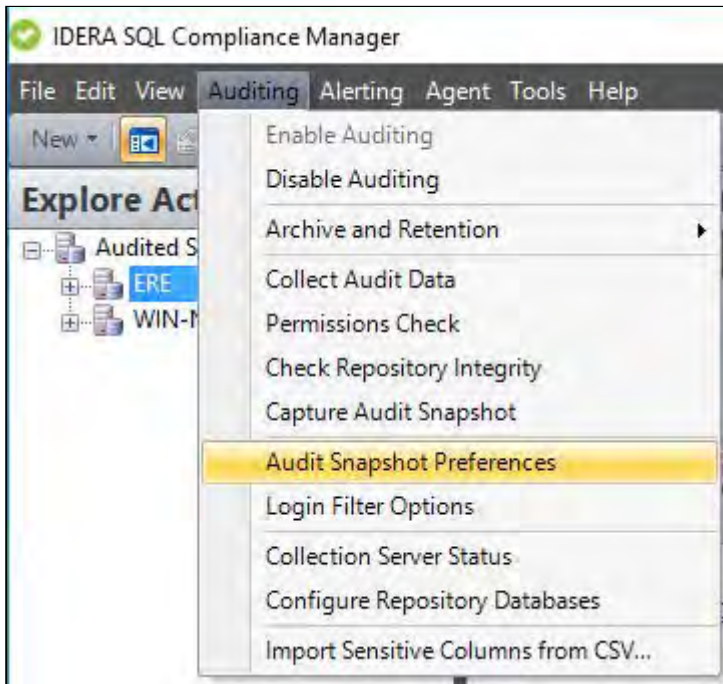 IDERA SQL Compliance Manager
File Edit View Auditing Alerting Agent Tools Help
New
Enable Auditing
Disable Auditing
Archive and Retention
Collect Audit Data
Permissions Check
Check Repository Integrity
Capture Audit Snapshot
Audit Snapshot Preferences
Login Filter Options
Collection Server Status
Configure Repository Databases
Import Sensitive Columns from CSV...
Explore Act
Audited S
ERE
WIN-N